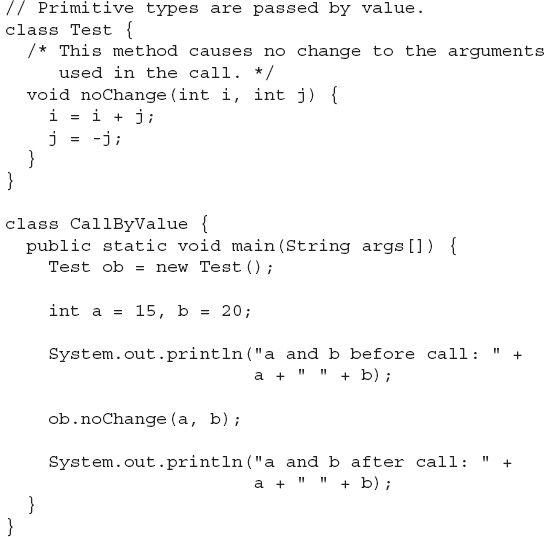 // Primitive types are passed by value.
class Test {
  /* This method causes no change to the arguments
     used in the call. */
  void noChange(int i, int j) {
    i = i + j;
    j = -j;
  }
}

class CallByValue {
  public static void main(String args[]) {
    Test ob = new Test();

    int a = 15, b = 20;

    System.out.println("a and b before call: " +
                       a + " " + b);

    ob.noChange(a, b);

    System.out.println("a and b after call: " +
                       a + " " + b);
  }
}